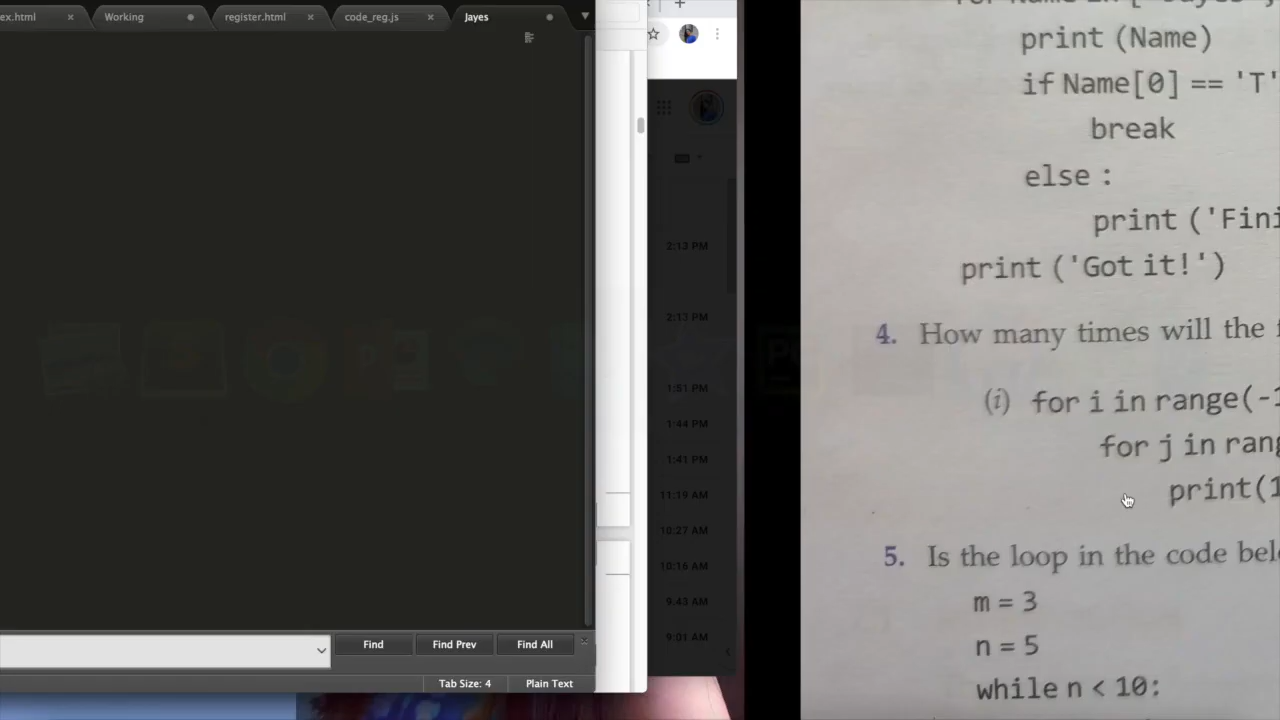 ex.html
Working
register.html
code_reg.js
Jayes
2:13 PM
2:13 PM
1:51 PM
1:44 PM
1:41 PM
11:19 AM
10:27 AM
10:16 AM
9:43 AM
9:01 AM
Find
Find Prev
Find All
Tab Size: 4
Plain Text
print (Name)
if Name[0] == 'T'
break
else :
print ('Fini
print ('Got it!')
4. How many times will the
(i) for i in range(-1
for j in rang
print(1
5. Is the loop in the code bel
m = 3
n = 5
while n < 10: